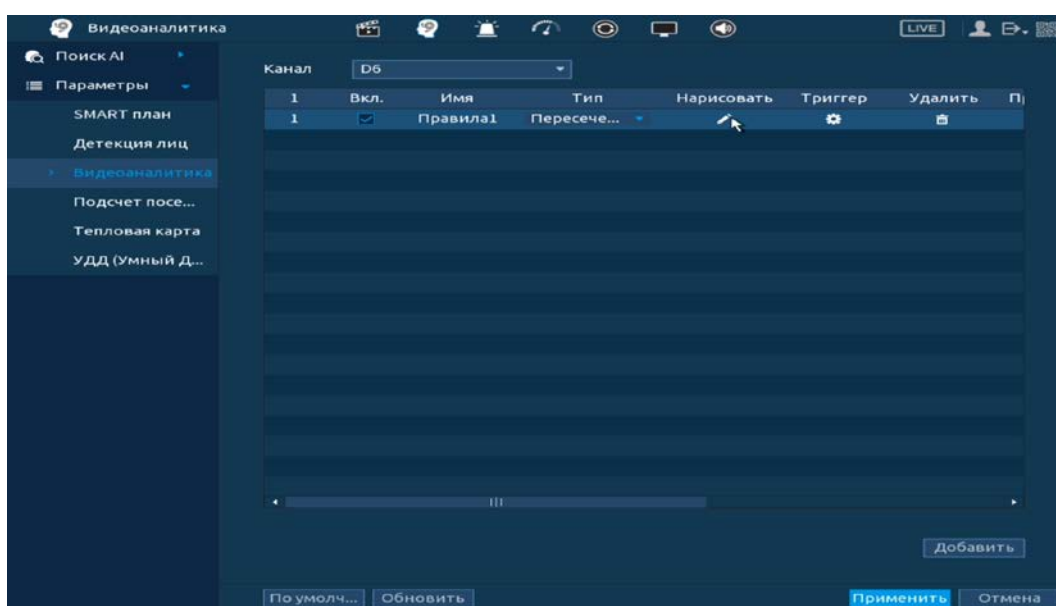 Видеоаналитика LIVE
Поиск AI
Параметры
SMART план
Детекция лиц
Видеоаналитика
Подсчет посе...
Тепловая карта
УДД (Умный Д...
Канал D6
1 Вкл. Имя Тип Нарисовать Триггер Удалить П
1 Правила1 Пересече...
Добавить
По умолч... Обновить Применить Отмена